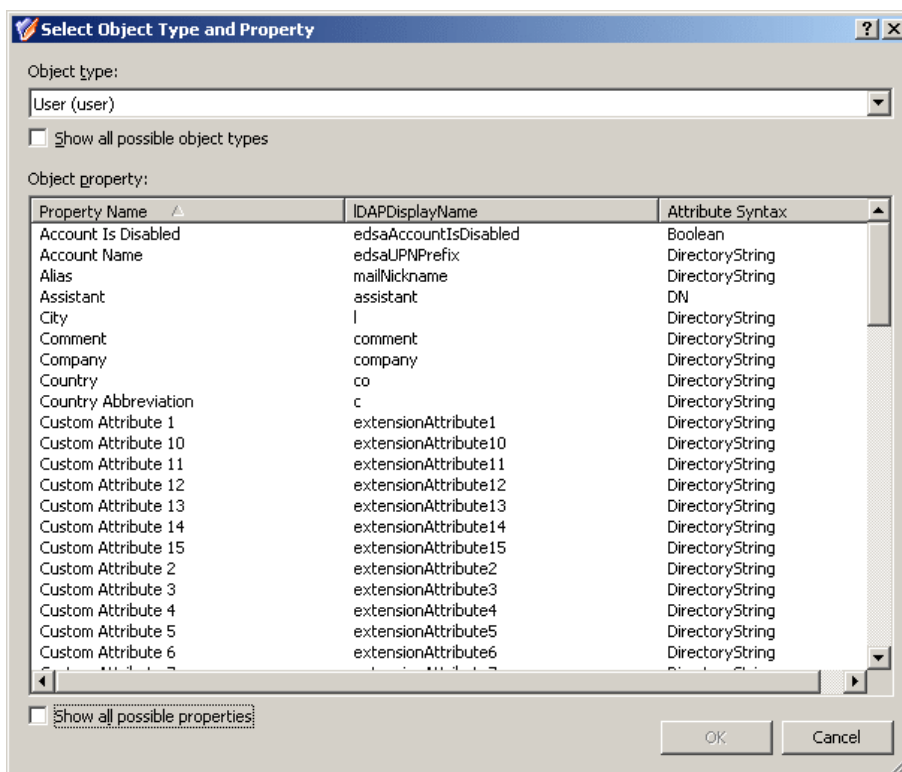 Select Object Type and Property
Object type:
User (user)
Show all possible object types
Object property:
Property Name lDAPDisplayName Attribute Syntax
Account Is Disabled edsaAccountIsDisabled Boolean
Account Name edsaUPNPrefix DirectoryString
Alias mailNickname DirectoryString
Assistant assistant DN
City l DirectoryString
Comment comment DirectoryString
Company company DirectoryString
Country co DirectoryString
Country Abbreviation c DirectoryString
Custom Attribute 1 extensionAttribute1 DirectoryString
Custom Attribute 10 extensionAttribute10 DirectoryString
Custom Attribute 11 extensionAttribute11 DirectoryString
Custom Attribute 12 extensionAttribute12 DirectoryString
Custom Attribute 13 extensionAttribute13 DirectoryString
Custom Attribute 14 extensionAttribute14 DirectoryString
Custom Attribute 15 extensionAttribute15 DirectoryString
Custom Attribute 2 extensionAttribute2 DirectoryString
Custom Attribute 3 extensionAttribute3 DirectoryString
Custom Attribute 4 extensionAttribute4 DirectoryString
Custom Attribute 5 extensionAttribute5 DirectoryString
Custom Attribute 6 extensionAttribute6 DirectoryString
Show all possible properties
OK Cancel